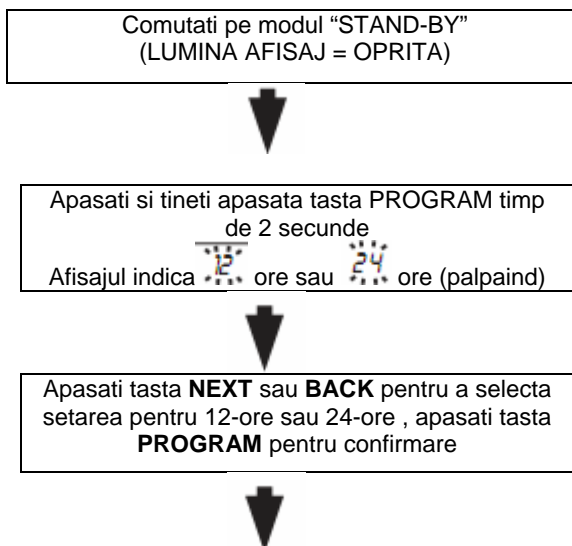 Comutati pe modul “STAND-BY”
(LUMINA AFISAJ = OPRITA)
Apasati si tineti apasata tasta PROGRAM timp
de 2 secunde
Afisajul indica 12 ore sau 24 ore (palpaind)
Apasati tasta NEXT sau BACK pentru a selecta
setarea pentru 12-ore sau 24-ore , apasati tasta
PROGRAM pentru confirmare